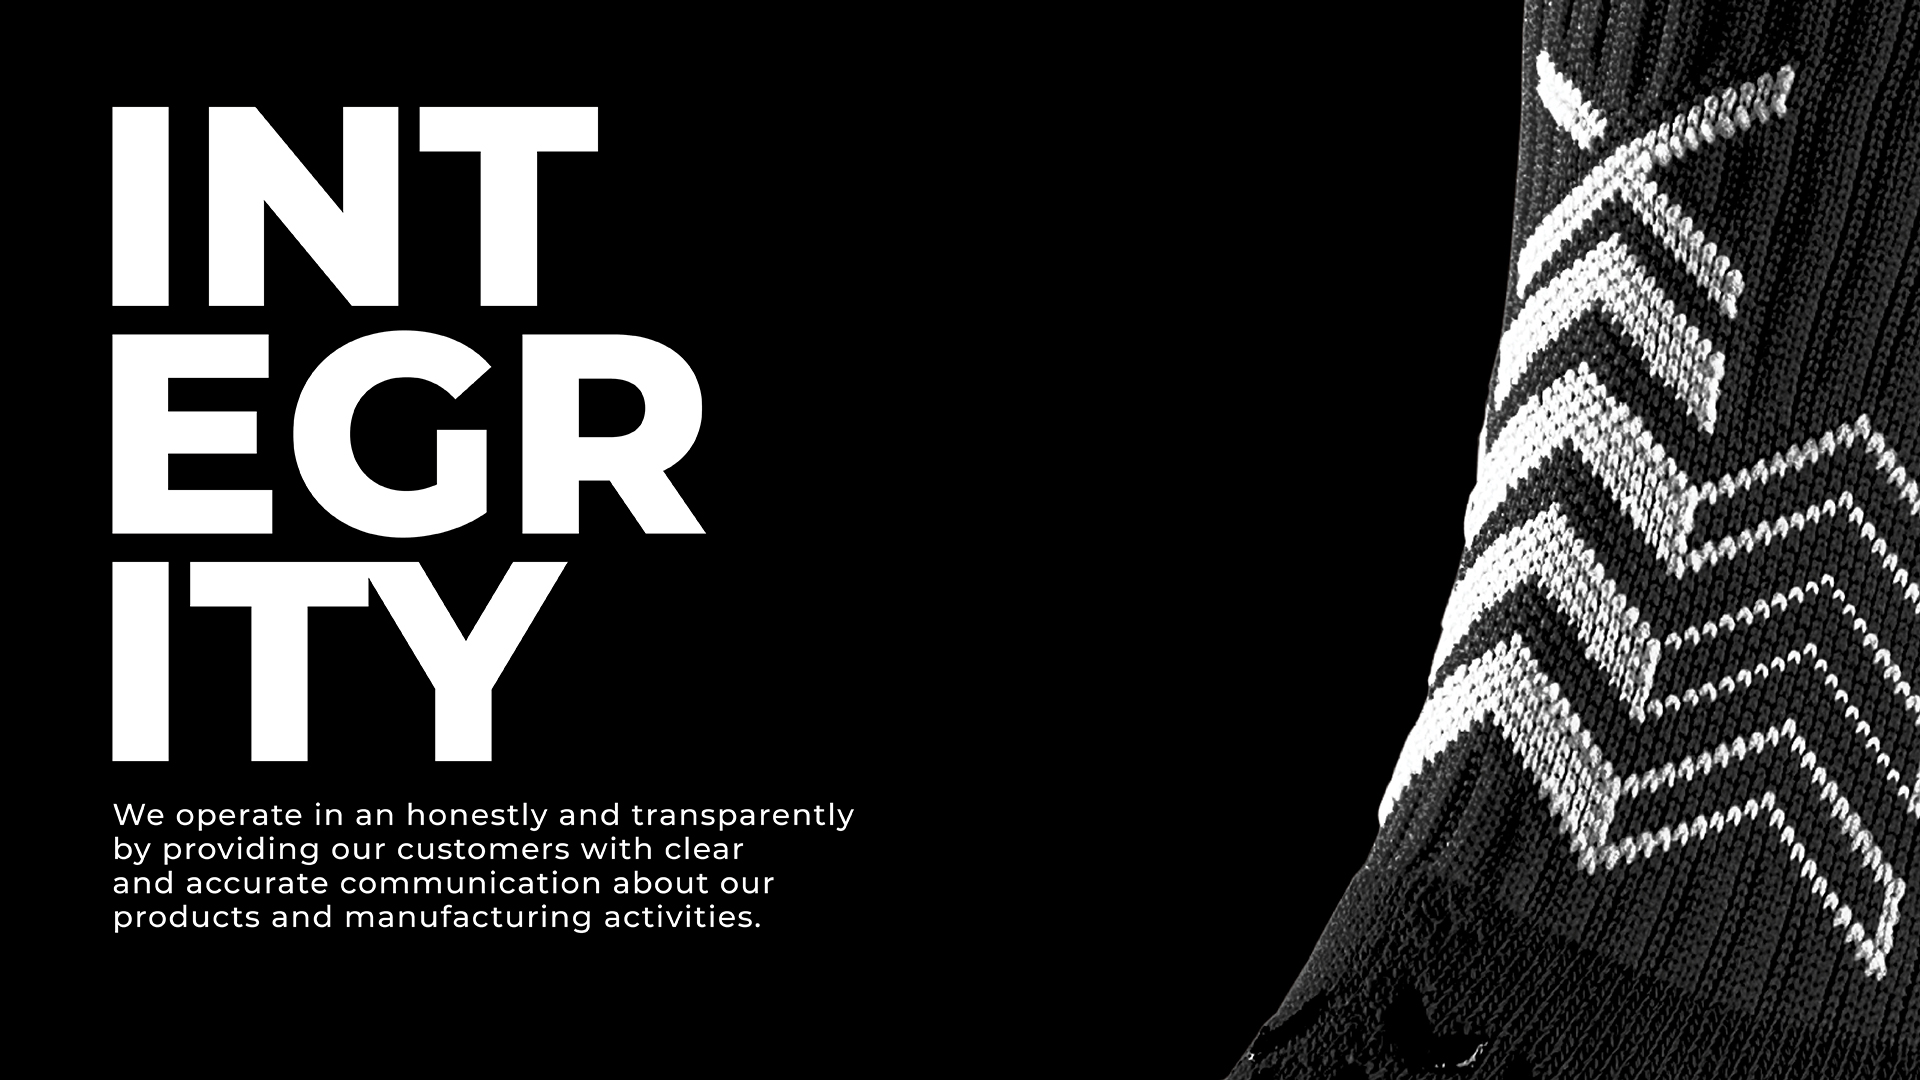 INT
EGR
ITY
We operate in an honestly and transparently
by providing our customers with clear
and accurate communication about our
products and manufacturing activities.